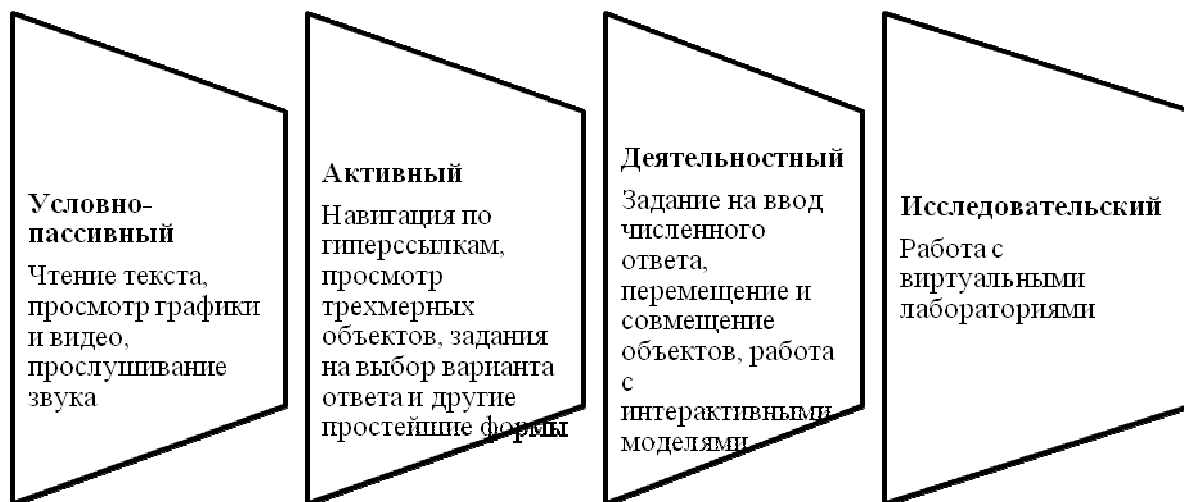 Условно-
пассивный
Чтение текста,
просмотр графики
и видео,
прослушивание
звука
Активный
Навигация по
гиперссылкам,
просмотр
трехмерных
объектов, задания
на выбор варианта
ответа и другие
простейшие формы
Деятельностный
Задание на ввод
численного
ответа,
перемещение и
совмещение
объектов, работа
с
интерактивными
моделями
Исследовательский
Работа с
виртуальными
лабораториями